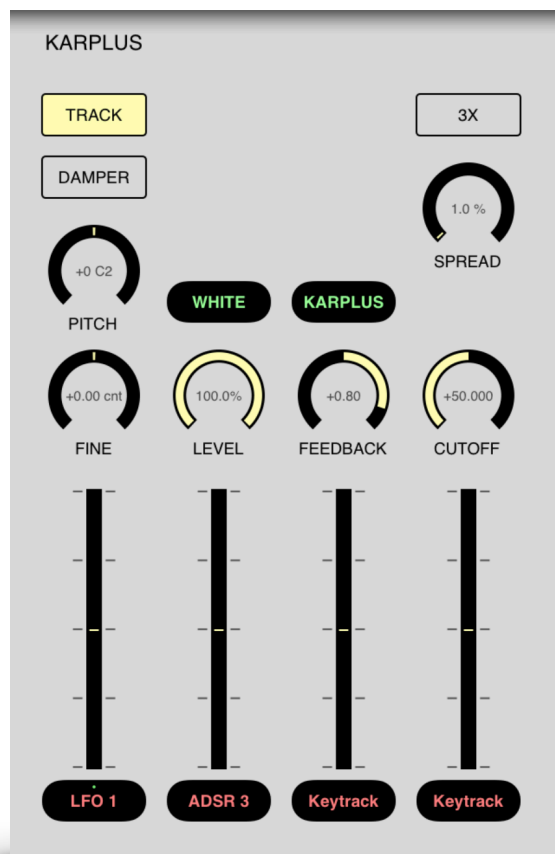 KARPLUS
TRACK
3X
DAMPER
1.0 %
SPREAD
+0 C2
PITCH
WHITE
KARPLUS
+0.00 cnt
100.0%
+0.80
+50.000
FINE
LEVEL
FEEDBACK
CUTOFF
LFO 1
ADSR 3
Keytrack
Keytrack